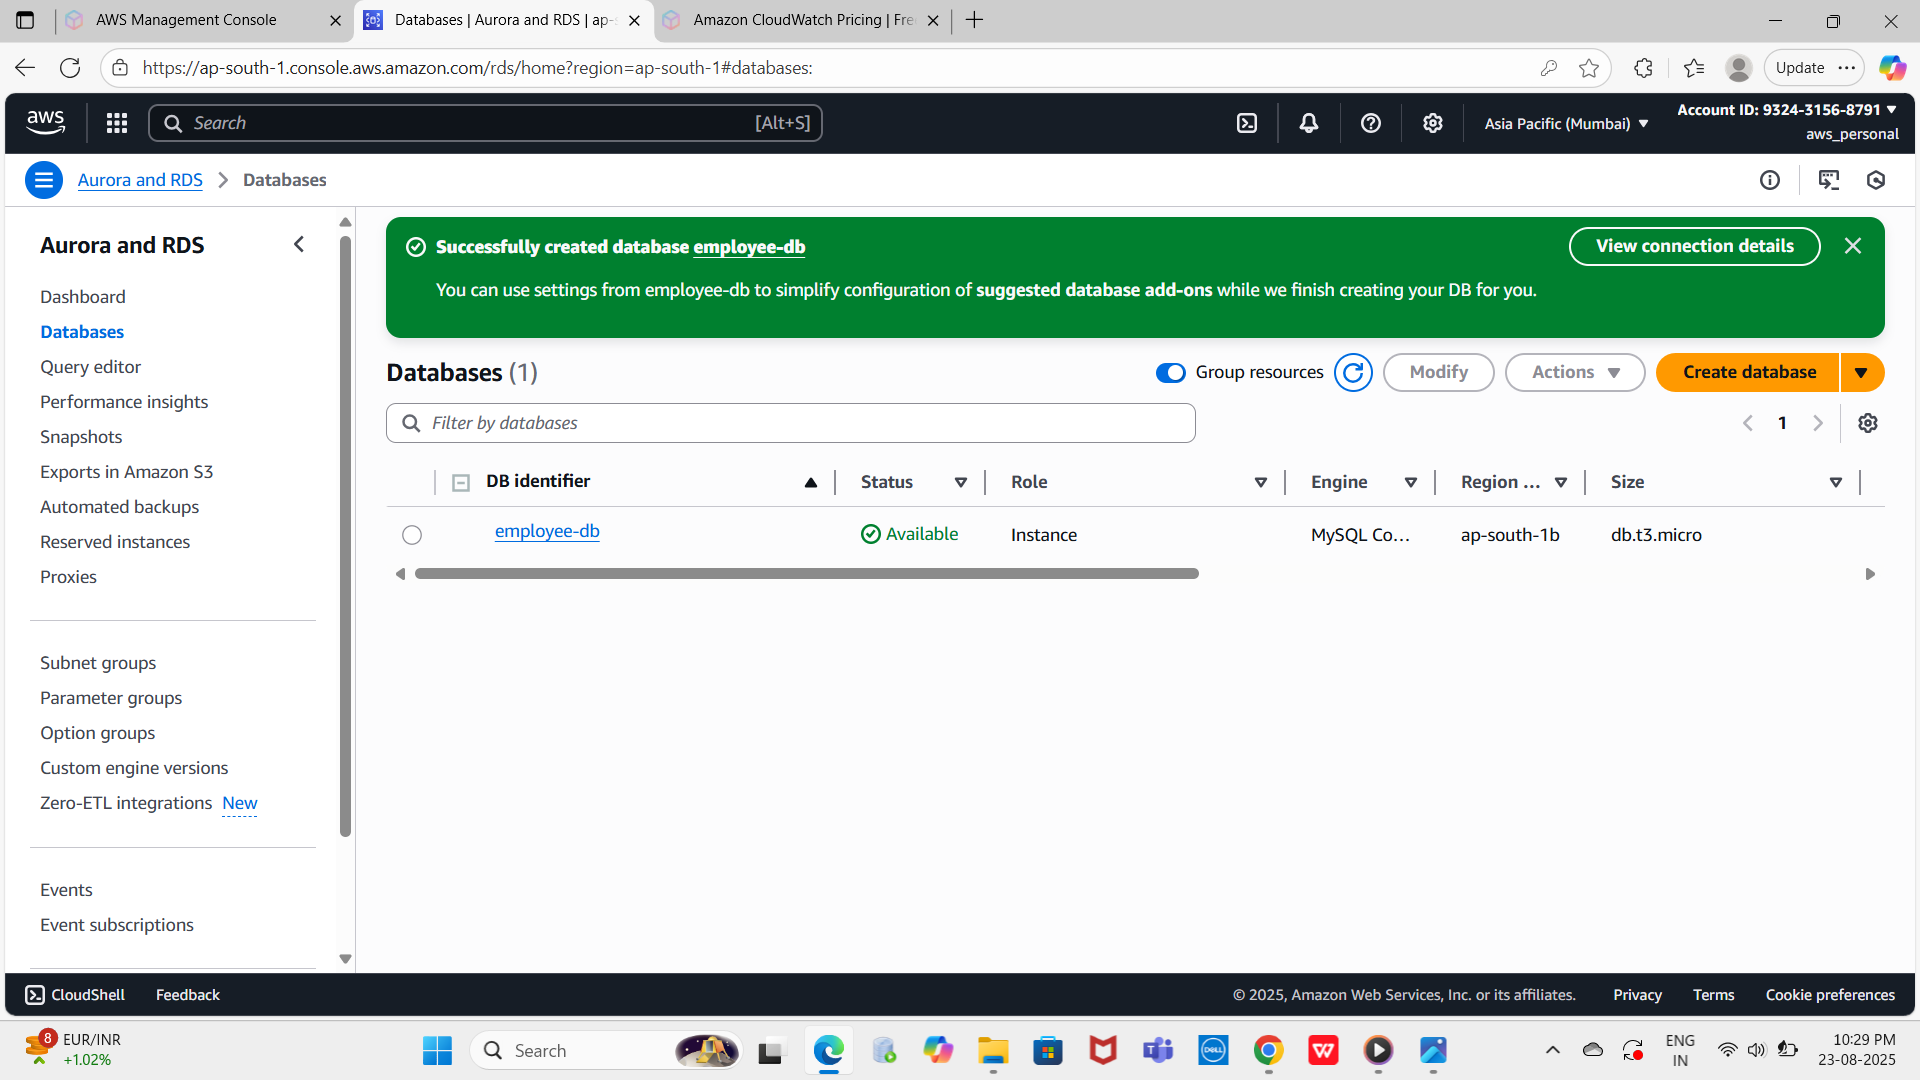 AWS Management Console
Databases | Aurora and RDS | ap-
Amazon CloudWatch Pricing | Fre
https://ap-south-1.console.aws.amazon.com/rds/home?region=ap-south-1#databases:
Update
aws
Search
[Alt+S]
Asia Pacific (Mumbai)
Account ID: 9324-3156-8791
aws_personal
Aurora and RDS
Databases
Aurora and RDS
Dashboard
Databases
Query editor
Performance insights
Snapshots
Exports in Amazon S3
Automated backups
Reserved instances
Proxies
Subnet groups
Parameter groups
Option groups
Custom engine versions
Zero-ETL integrations New
Events
Event subscriptions
Successfully created database employee-db
View connection details
You can use settings from employee-db to simplify configuration of suggested database add-ons while we finish creating your DB for you.
Databases (1)
Group resources
Modify
Actions
Create database
Filter by databases
1
DB identifier Status Role Engine Region ... Size
employee-db Available Instance MySQL Co... ap-south-1b db.t3.micro
CloudShell
Feedback
© 2025, Amazon Web Services, Inc. or its affiliates.
Privacy
Terms
Cookie preferences
8
EUR/INR
+1.02%
Search
DELL
W
ENG
IN
10:29 PM
23-08-2025